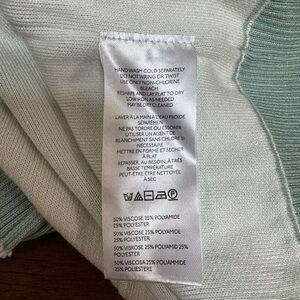 HAND WASH COLD SEPARATELY
DO NOT WRING OR TWIST
USE ONLY NON-CHLORINE
BLEACH
RESHAPE AND LAY FLAT TO DRY
LOW IRON AS NEEDED
MAY BE DRY CLEANED
LAVER À LA MAIN À L'EAU FROIDE
SÉPARÉMENT
NE PAS TORDRE OU ESSORER
UTILISER UN AGENT DE
BLANCHIMENT SANS CHLORE SI
NÉCESSAIRE
METTRE EN FORME ET SÉCHER
À PLAT
REPASSER, AU BESOIN, À TRÈS
BASSE TEMPÉRATURE
PEUT-ÊTRE ÊTRE NETTOYÉE
À SEC
P
50% VISCOSE 25% POLYAMIDE
25% POLYESTER
50% VISCOSE 25% POLYAMIDE
25% POLYESTER
50% VISKOSE 25% POLYAMID 25%
POLYESTER
50% VISCOSA 25% POLIAMMIDE
25% POLIESTERE